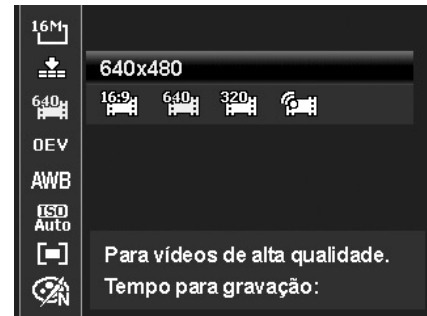 16M
640x480
640
16:9 640 320
0EV
AWB
ISO
Auto
Para vídeos de alta qualidade.
Tempo para gravação:
N